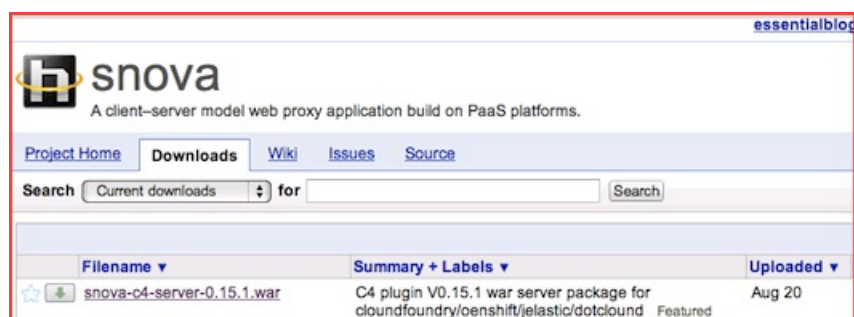 essentialblog
snova
A client–server model web proxy application build on PaaS platforms.
Project Home Downloads Wiki Issues Source
Search Current downloads for Search
Filename ▼ Summary + Labels ▼ Uploaded ▼
snova-c4-server-0.15.1.war C4 plugin V0.15.1 war server package for Aug 20
cloundfoundry/oenshift/jelastic/dotclound Featured